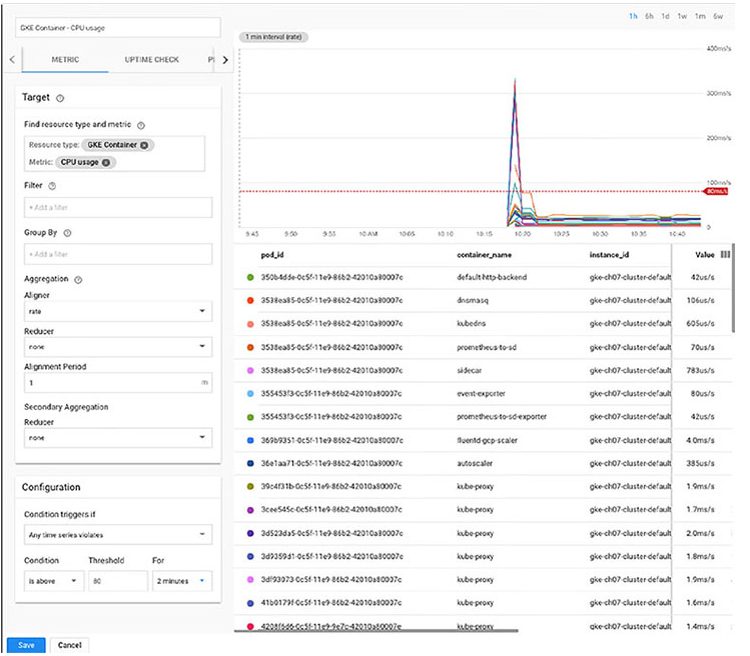 GKE Container - CPU usage
METRIC UPTIME CHECK
Target
Find resource type and metric
Resource type: GKE Container
Metric: CPU usage
Filter
+ Add a filter
Group By
+ Add a filter
Aggregation
Aligner
rate
Reducer
none
Alignment Period
1 m
Secondary Aggregation
Reducer
none
Configuration
Condition triggers if
Any time series violates
Condition Threshold For
is above 80 2 minutes
Save Cancel
1h 6h 1d 1w 1m 6w
1 min interval (rate)
400ms/s
300ms/s
200ms/s
100ms/s
80ms/s
9:45 9:50 9:55 10 AM 10:05 10:10 10:15 10:20 10:25 10:30 10:35 10:40
pod_id container_name instance_id Value
350b4dde-0c5f-11e9-86b2-42010a80007c default-http-backend gke-ch07-cluster-default 42us/s
3538ea85-0c5f-11e9-86b2-42010a80007c dnsmasq gke-ch07-cluster-default 106us/s
3538ea85-0c5f-11e9-86b2-42010a80007c kubedns gke-ch07-cluster-default 605us/s
3538ea85-0c5f-11e9-86b2-42010a80007c prometheus-to-sd gke-ch07-cluster-default 70us/s
3538ea85-0c5f-11e9-86b2-42010a80007c sidecar gke-ch07-cluster-default 783us/s
355453f3-0c5f-11e9-86b2-42010a80007c event-exporter gke-ch07-cluster-default 80us/s
355453f3-0c5f-11e9-86b2-42010a80007c prometheus-to-sd-exporter gke-ch07-cluster-default 42us/s
369b9351-0c5f-11e9-86b2-42010a80007c fluentd-gcp-scaler gke-ch07-cluster-default 4.0ms/s
36e1aa71-0c5f-11e9-86b2-42010a80007c autoscaler gke-ch07-cluster-default 385us/s
39c4f31b-0c5f-11e9-86b2-42010a80007c kube-proxy gke-ch07-cluster-default 1.9ms/s
3cee545c-0c5f-11e9-86b2-42010a80007c kube-proxy gke-ch07-cluster-default 1.7ms/s
3d523da5-0c5f-11e9-86b2-42010a80007c kube-proxy gke-ch07-cluster-default 2.0ms/s
3d9359d1-0c5f-11e9-86b2-42010a80007c kube-proxy gke-ch07-cluster-default 1.8ms/s
3df93073-0c5f-11e9-86b2-42010a80007c kube-proxy gke-ch07-cluster-default 1.9ms/s
41b0179f-0c5f-11e9-86b2-42010a80007c kube-proxy gke-ch07-cluster-default 1.6ms/s
kube-proxy gke-ch07-cluster-default 1.4ms/s